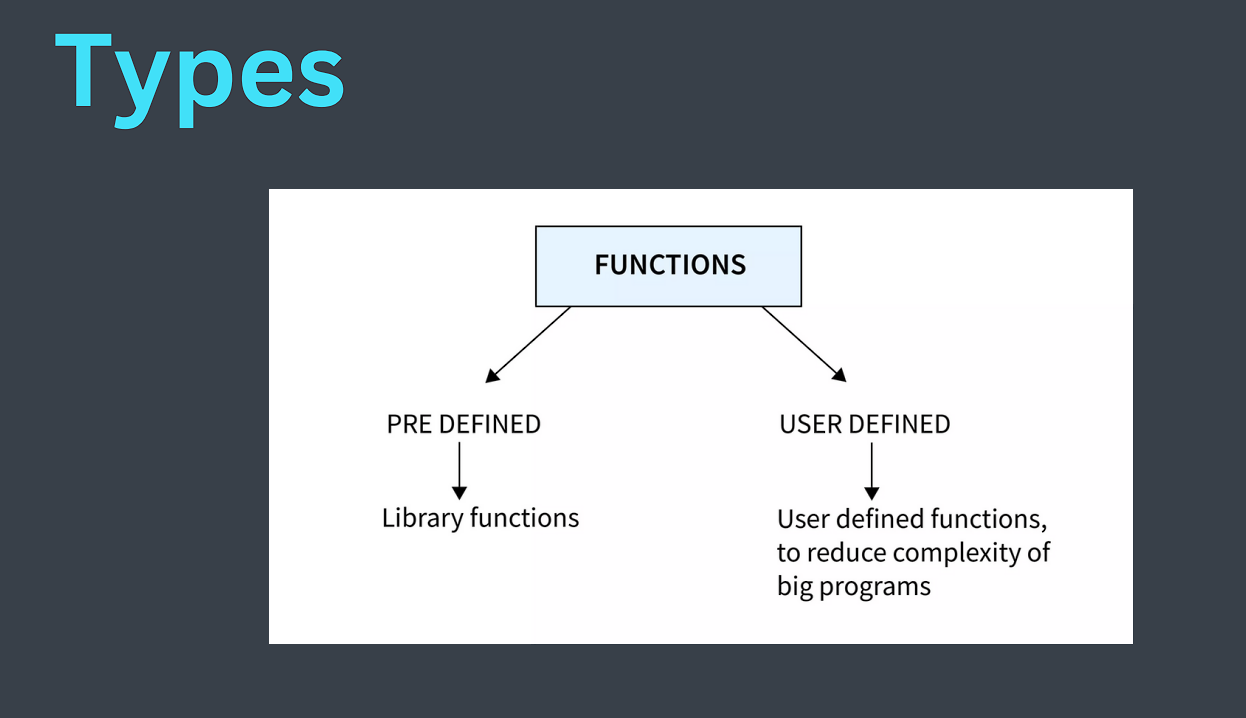 Types
FUNCTIONS
PRE DEFINED
USER DEFINED
Library functions
User defined functions,
to reduce complexity of
big programs